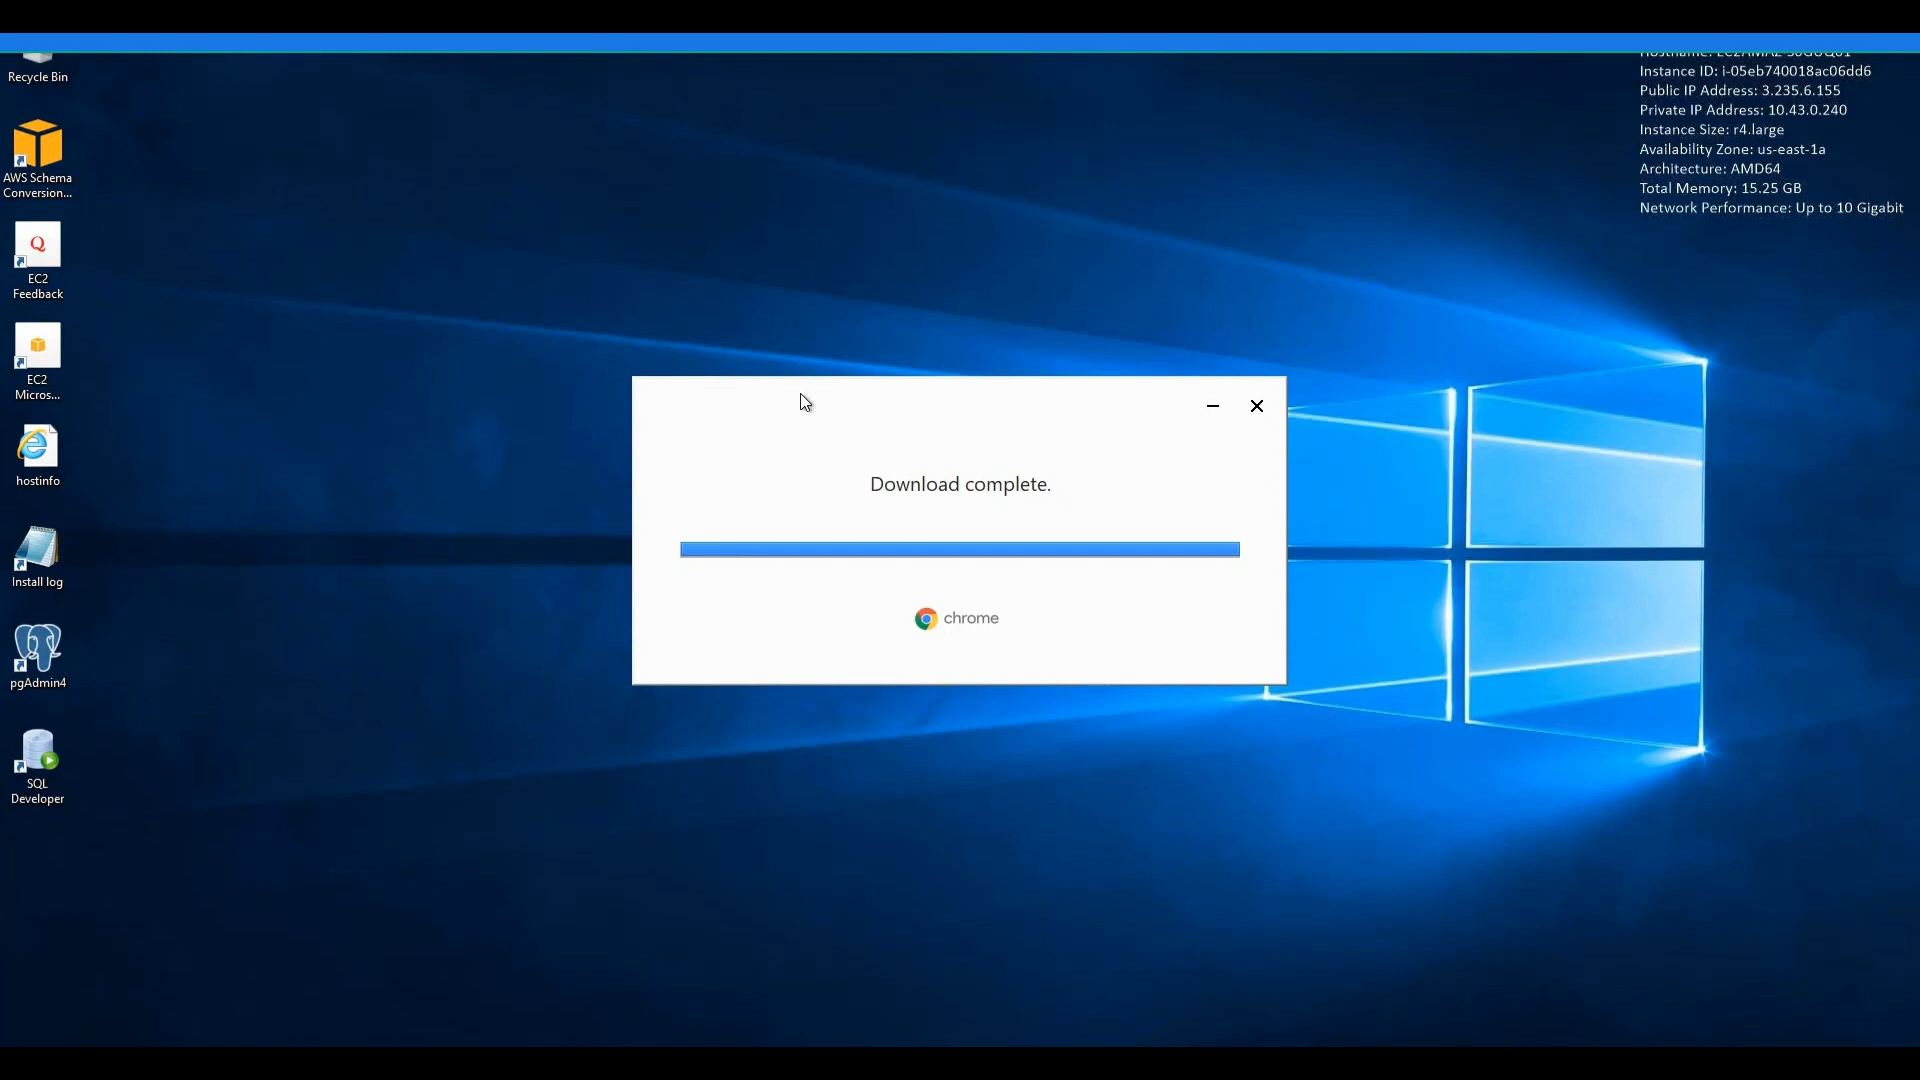 Recycle Bin
AWS Schema
Conversion...
EC2
Feedback
EC2
Micros...
hostinfo
Install log
pgAdmin4
SQL
Developer
Instance ID: i-05eb740018ac06dd6
Public IP Address: 3.235.6.155
Private IP Address: 10.43.0.240
Instance Size: r4.large
Availability Zone: us-east-1a
Architecture: AMD64
Total Memory: 15.25 GB
Network Performance: Up to 10 Gigabit
Download complete.
chrome